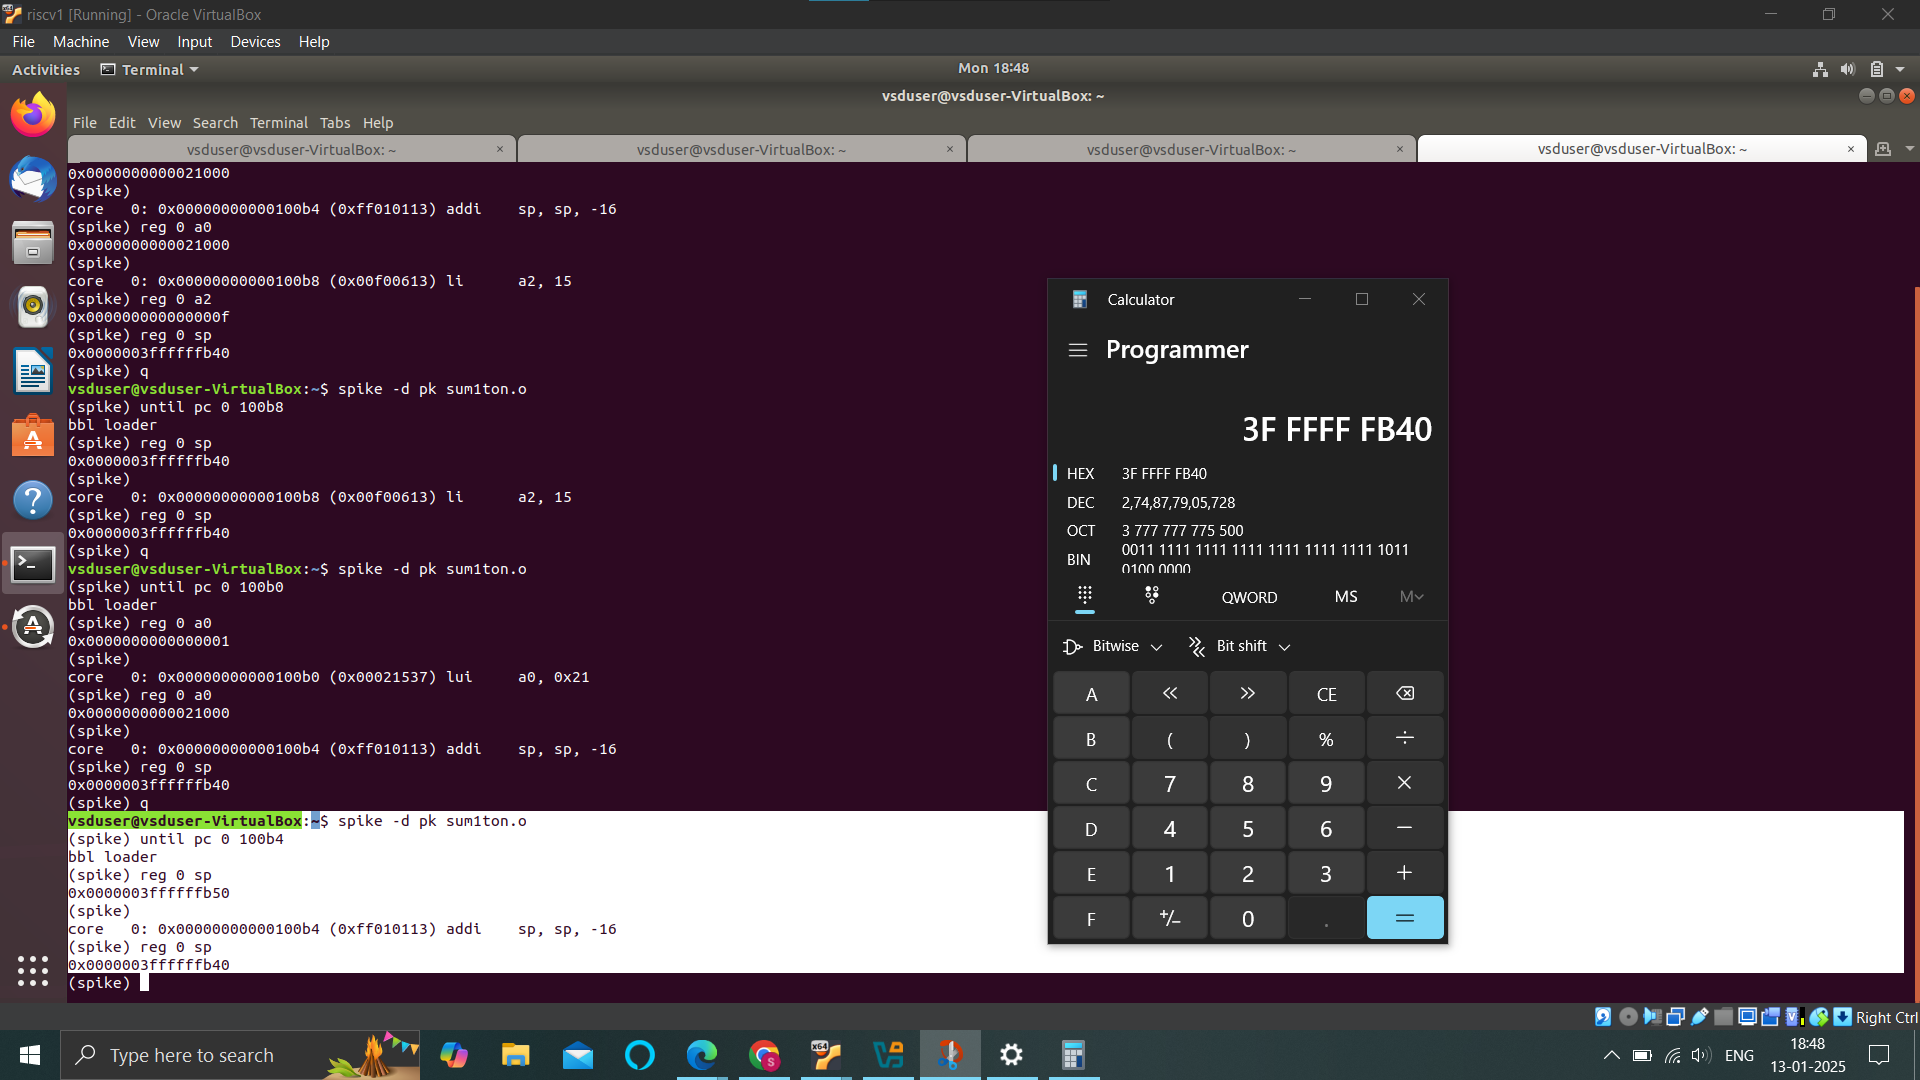 riscv1 [Running] - Oracle VirtualBox
File Machine View Input Devices Help
Activities Terminal Mon 18:48
vsduser@vsduser-VirtualBox: ~
File Edit View Search Terminal Tabs Help
vsduser@vsduser-VirtualBox: ~ × vsduser@vsduser-VirtualBox: ~ × vsduser@vsduser-VirtualBox: ~ × vsduser@vsduser-VirtualBox: ~ ×
0x0000000000021000
(spike)
core 0: 0x00000000000100b4 (0xff010113) addi sp, sp, -16
(spike) reg 0 a0
0x0000000000021000
(spike)
core 0: 0x00000000000100b8 (0x00f00613) li a2, 15
(spike) reg 0 a2
0x000000000000000f
(spike) reg 0 sp
0x0000003ffffffb40
(spike) q
vsduser@vsduser-VirtualBox:~$ spike -d pk sum1ton.o
(spike) until pc 0 100b8
bbl loader
(spike) reg 0 sp
0x0000003ffffffb40
(spike)
core 0: 0x00000000000100b8 (0x00f00613) li a2, 15
(spike) reg 0 sp
0x0000003ffffffb40
(spike) q
vsduser@vsduser-VirtualBox:~$ spike -d pk sum1ton.o
(spike) until pc 0 100b0
bbl loader
(spike) reg 0 a0
0x0000000000000001
(spike)
core 0: 0x00000000000100b0 (0x00021537) lui a0, 0x21
(spike) reg 0 a0
0x0000000000021000
(spike)
core 0: 0x00000000000100b4 (0xff010113) addi sp, sp, -16
(spike) reg 0 sp
0x0000003ffffffb40
(spike) q
vsduser@vsduser-VirtualBox:~$ spike -d pk sum1ton.o
(spike) until pc 0 100b4
bbl loader
(spike) reg 0 sp
0x0000003ffffffb50
(spike)
core 0: 0x00000000000100b4 (0xff010113) addi sp, sp, -16
(spike) reg 0 sp
0x0000003ffffffb40
(spike)
Calculator
Programmer
3F FFFF FB40
HEX 3F FFFF FB40
DEC 2,74,87,79,05,728
OCT 3 777 777 775 500
BIN 0011 1111 1111 1111 1111 1111 1111 1011
0100 0000
QWORD MS M
Bitwise Bit shift
A « » CE
B ( ) % ÷
C 7 8 9 ×
D 4 5 6 −
E 1 2 3 +
F +/− 0 . =
Right Ctrl
Type here to search
x64
S
ENG
18:48
13-01-2025